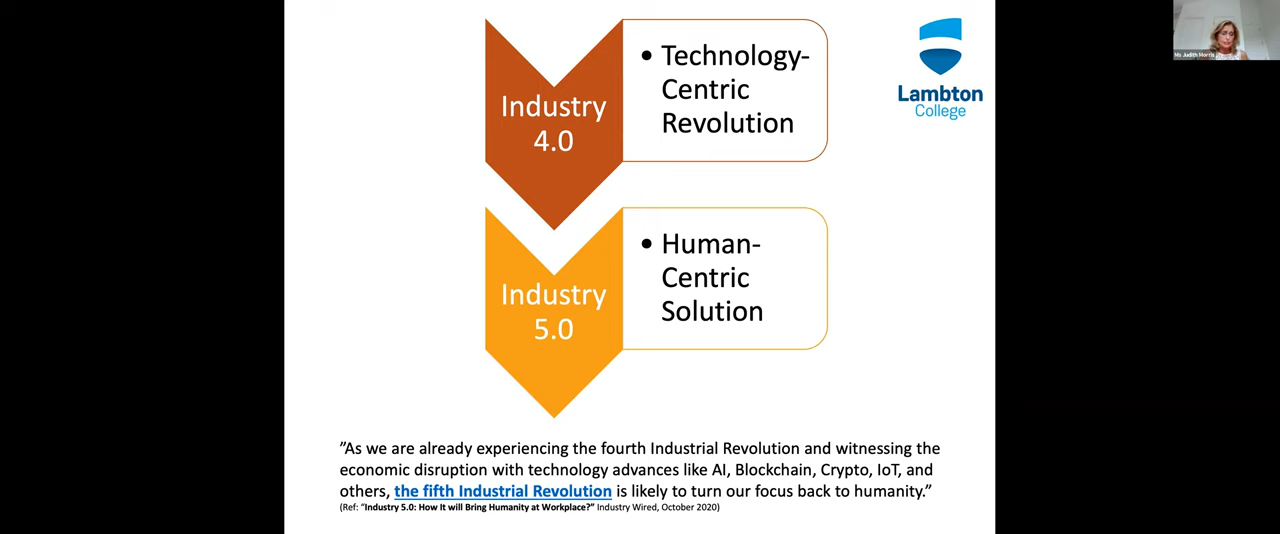 Industry
4.0
• Technology-
Centric
Revolution
Lambton
College
Ms Judith Morris
Industry
5.0
• Human-
Centric
Solution
”As we are already experiencing the fourth Industrial Revolution and witnessing the
economic disruption with technology advances like AI, Blockchain, Crypto, IoT, and
others, the fifth Industrial Revolution is likely to turn our focus back to humanity.”
(Ref: “Industry 5.0: How It will Bring Humanity at Workplace?” Industry Wired, October 2020)